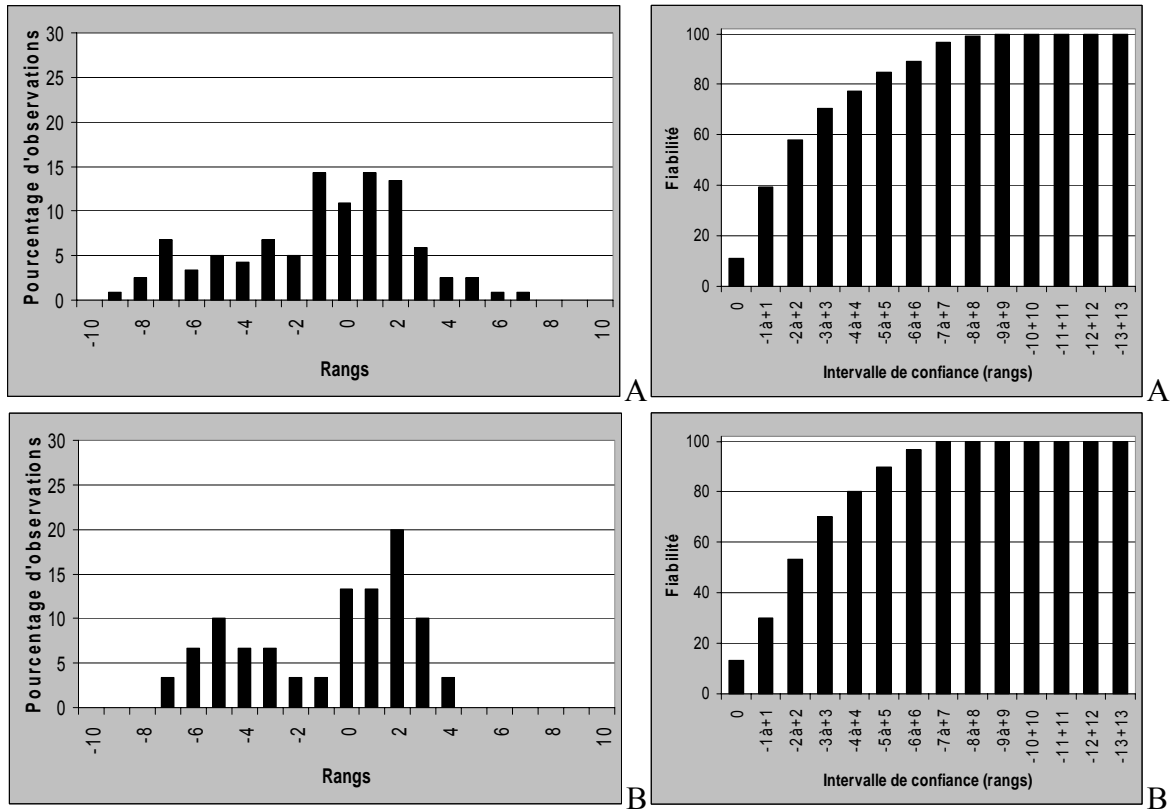 Pourcentage d'observations
30
25
20
15
10
5
0
-10
-8
-6
-4
-2
0
2
4
6
8
10
Rangs
A
Fiabilité
100
80
60
40
20
0
0
-1à+1
-2à+2
-3à+3
-4à+4
-5à+5
-6à+6
-7à+7
-8à+8
-9à+9
-10+10
-11+11
-12+12
-13+13
Intervalle de confiance (rangs)
A
Pourcentage d'observations
30
25
20
15
10
5
0
-10
-8
-6
-4
-2
0
2
4
6
8
10
Rangs
B
Fiabilité
100
80
60
40
20
0
0
-1à+1
-2à+2
-3à+3
-4à+4
-5à+5
-6à+6
-7à+7
-8à+8
-9à+9
-10+10
-11+11
-12+12
-13+13
Intervalle de confiance (rangs)
B